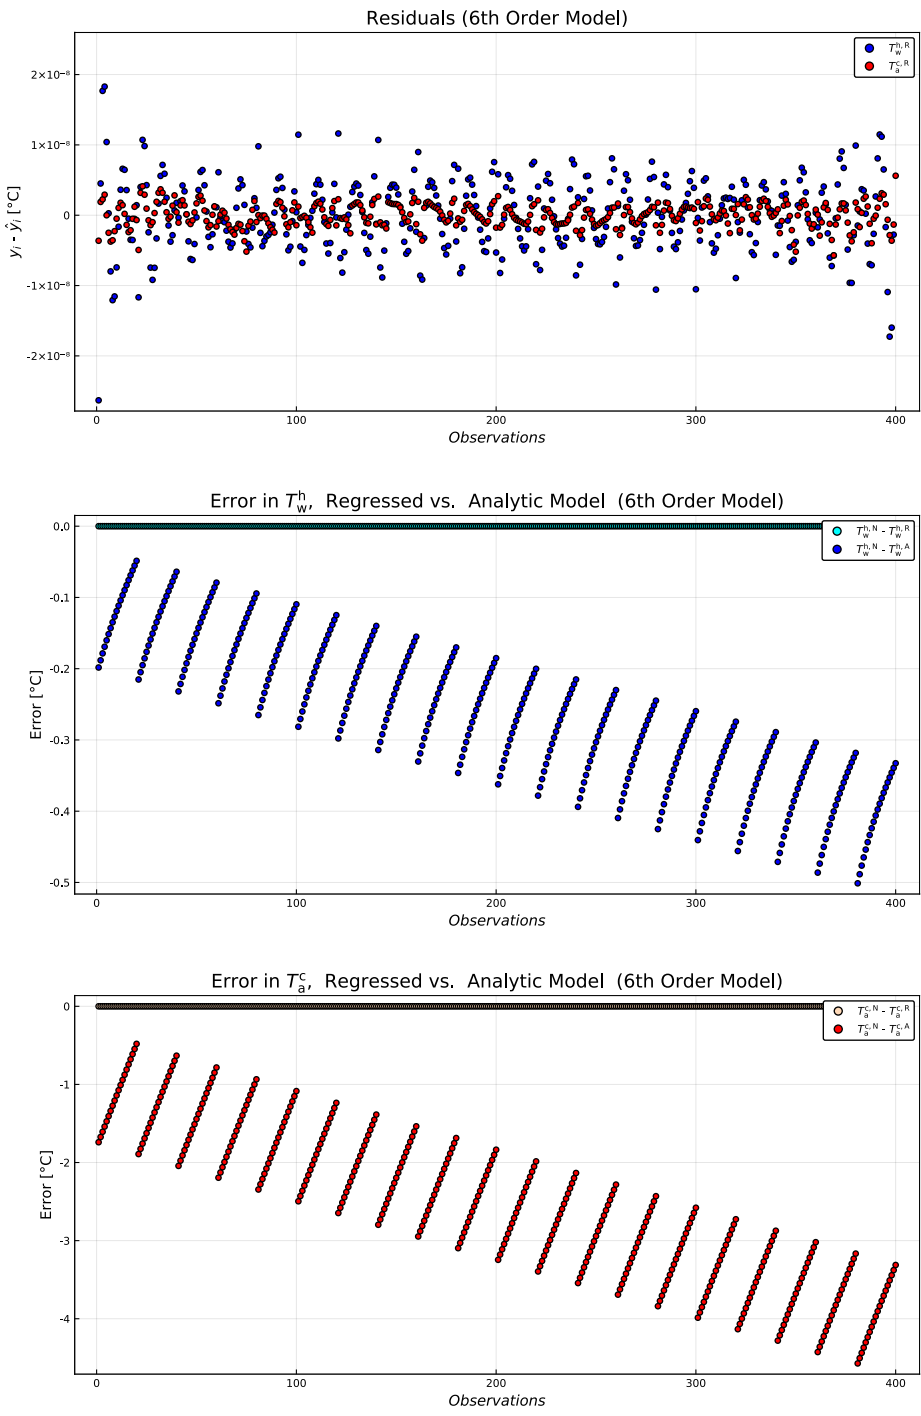 Residuals (6th Order Model)
T_w^{h,R}
T_a^{c,R}
2×10⁻⁸
1×10⁻⁸
0
-1×10⁻⁸
-2×10⁻⁸
y_i - ŷ_i [°C]
0 100 200 300 400
Observations
Error in T_w^h, Regressed vs. Analytic Model (6th Order Model)
T_w^{h,N} - T_w^{h,R}
T_w^{h,N} - T_w^{h,A}
0.0
-0.1
-0.2
-0.3
-0.4
-0.5
Error [°C]
0 100 200 300 400
Observations
Error in T_a^c, Regressed vs. Analytic Model (6th Order Model)
T_a^{c,N} - T_a^{c,R}
T_a^{c,N} - T_a^{c,A}
0
-1
-2
-3
-4
Error [°C]
0 100 200 300 400
Observations